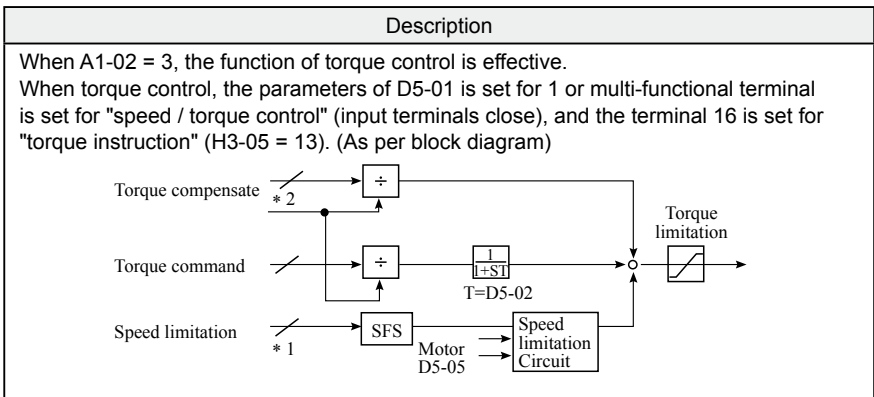 Description
When A1-02 = 3, the function of torque control is effective.
When torque control, the parameters of D5-01 is set for 1 or multi-functional terminal
is set for "speed / torque control" (input terminals close), and the terminal 16 is set for
"torque instruction" (H3-05 = 13). (As per block diagram)
Torque compensate
* 2
÷
Torque
limitation
Torque command
÷
1
1+ST
T=D5-02
Speed limitation
* 1
SFS
Motor
D5-05
Speed
limitation
Circuit